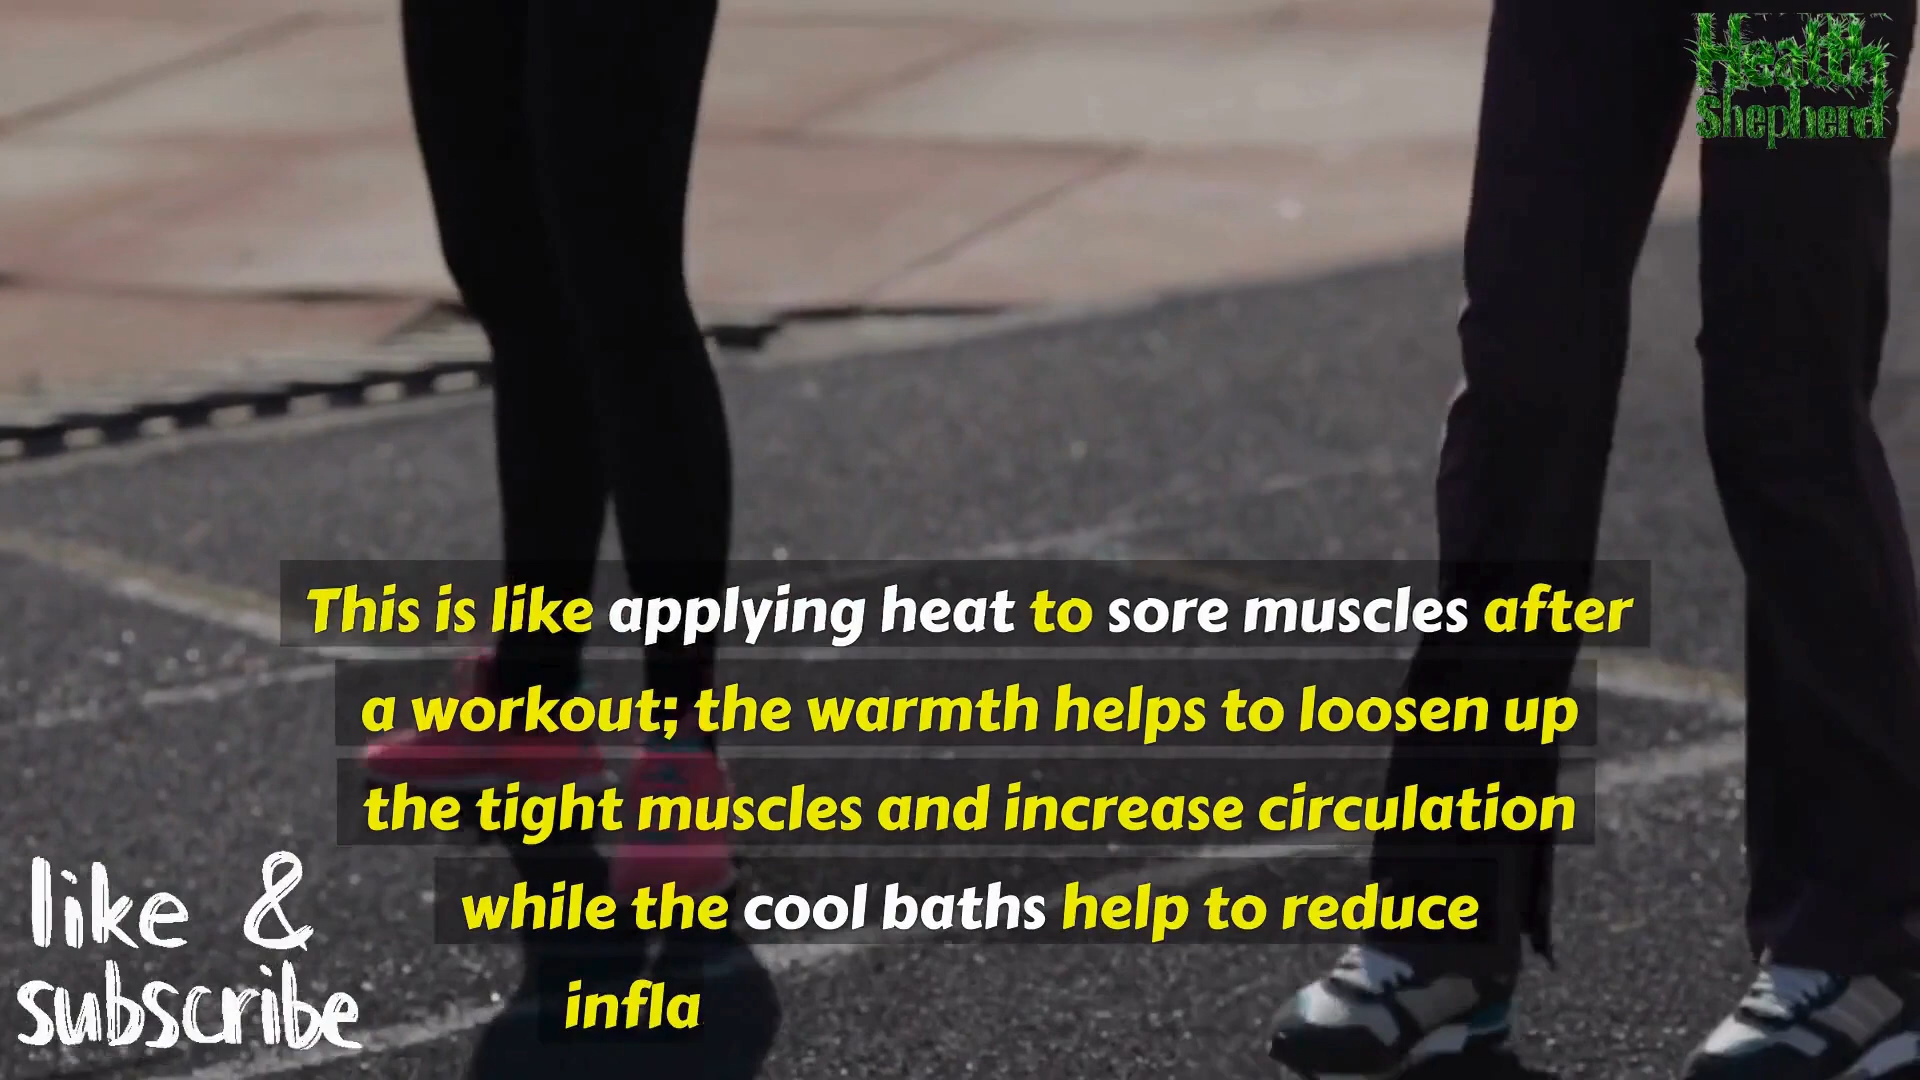 Health
Shepherd
This is like applying heat to sore muscles after
a workout; the warmth helps to loosen up
the tight muscles and increase circulation
while the cool baths help to reduce
infla
like &
subscribe